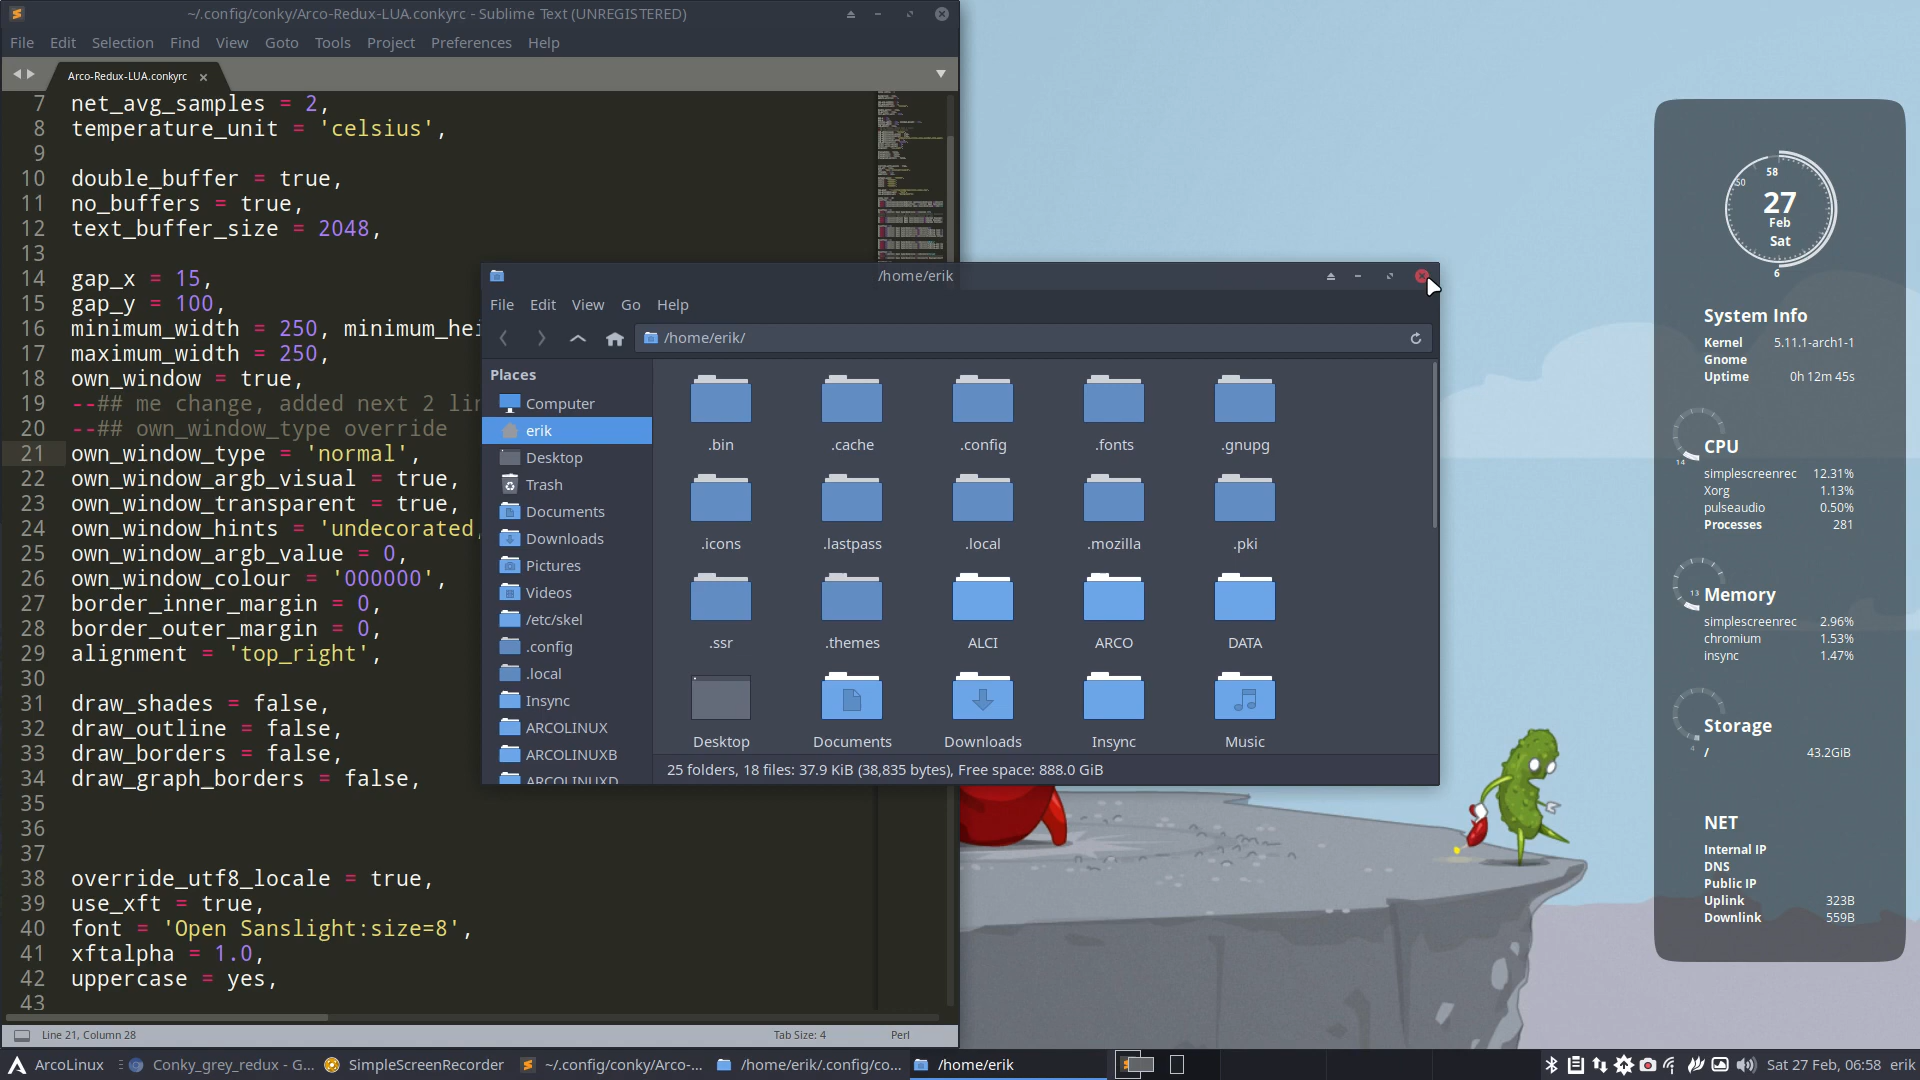 ~/.config/conky/Arco-Redux-LUA.conkyrc - Sublime Text (UNREGISTERED)
File Edit Selection Find View Goto Tools Project Preferences Help
Arco-Redux-LUA.conkyrc
7 net_avg_samples = 2,
8 temperature_unit = 'celsius',
9
10 double_buffer = true,
11 no_buffers = true,
12 text_buffer_size = 2048,
13
14 gap_x = 15,
15 gap_y = 100,
16 minimum_width = 250, minimum_hei
17 maximum_width = 250,
18 own_window = true,
19 --## me change, added next 2 lin
20 --## own_window_type override
21 own_window_type = 'normal',
22 own_window_argb_visual = true,
23 own_window_transparent = true,
24 own_window_hints = 'undecorated,
25 own_window_argb_value = 0,
26 own_window_colour = '000000',
27 border_inner_margin = 0,
28 border_outer_margin = 0,
29 alignment = 'top_right',
30
31 draw_shades = false,
32 draw_outline = false,
33 draw_borders = false,
34 draw_graph_borders = false,
35
36
37
38 override_utf8_locale = true,
39 use_xft = true,
40 font = 'Open Sanslight:size=8',
41 xftalpha = 1.0,
42 uppercase = yes,
43
Line 21, Column 28 Tab Size: 4 Perl
/home/erik
File Edit View Go Help
/home/erik/
Places
Computer
erik
Desktop
Trash
Documents
Downloads
Pictures
Videos
/etc/skel
.config
.local
Insync
ARCOLINUX
ARCOLINUXB
ARCOLINUXD
.bin .cache .config .fonts .gnupg
.icons .lastpass .local .mozilla .pki
.ssr .themes ALCI ARCO DATA
Desktop Documents Downloads Insync Music
25 folders, 18 files: 37.9 KiB (38,835 bytes), Free space: 888.0 GiB
58
50
27
Feb
Sat
6
System Info
Kernel 5.11.1-arch1-1
Gnome
Uptime 0h 12m 45s
CPU
14
simplescreenrec 12.31%
Xorg 1.13%
pulseaudio 0.50%
Processes 281
13 Memory
simplescreenrec 2.96%
chromium 1.53%
insync 1.47%
Storage
4 / 43.2GiB
NET
Internal IP
DNS
Public IP
Uplink 323B
Downlink 559B
ArcoLinux Conky_grey_redux - G... SimpleScreenRecorder ~/.config/conky/Arco-... /home/erik/.config/co... /home/erik Sat 27 Feb, 06:58 erik